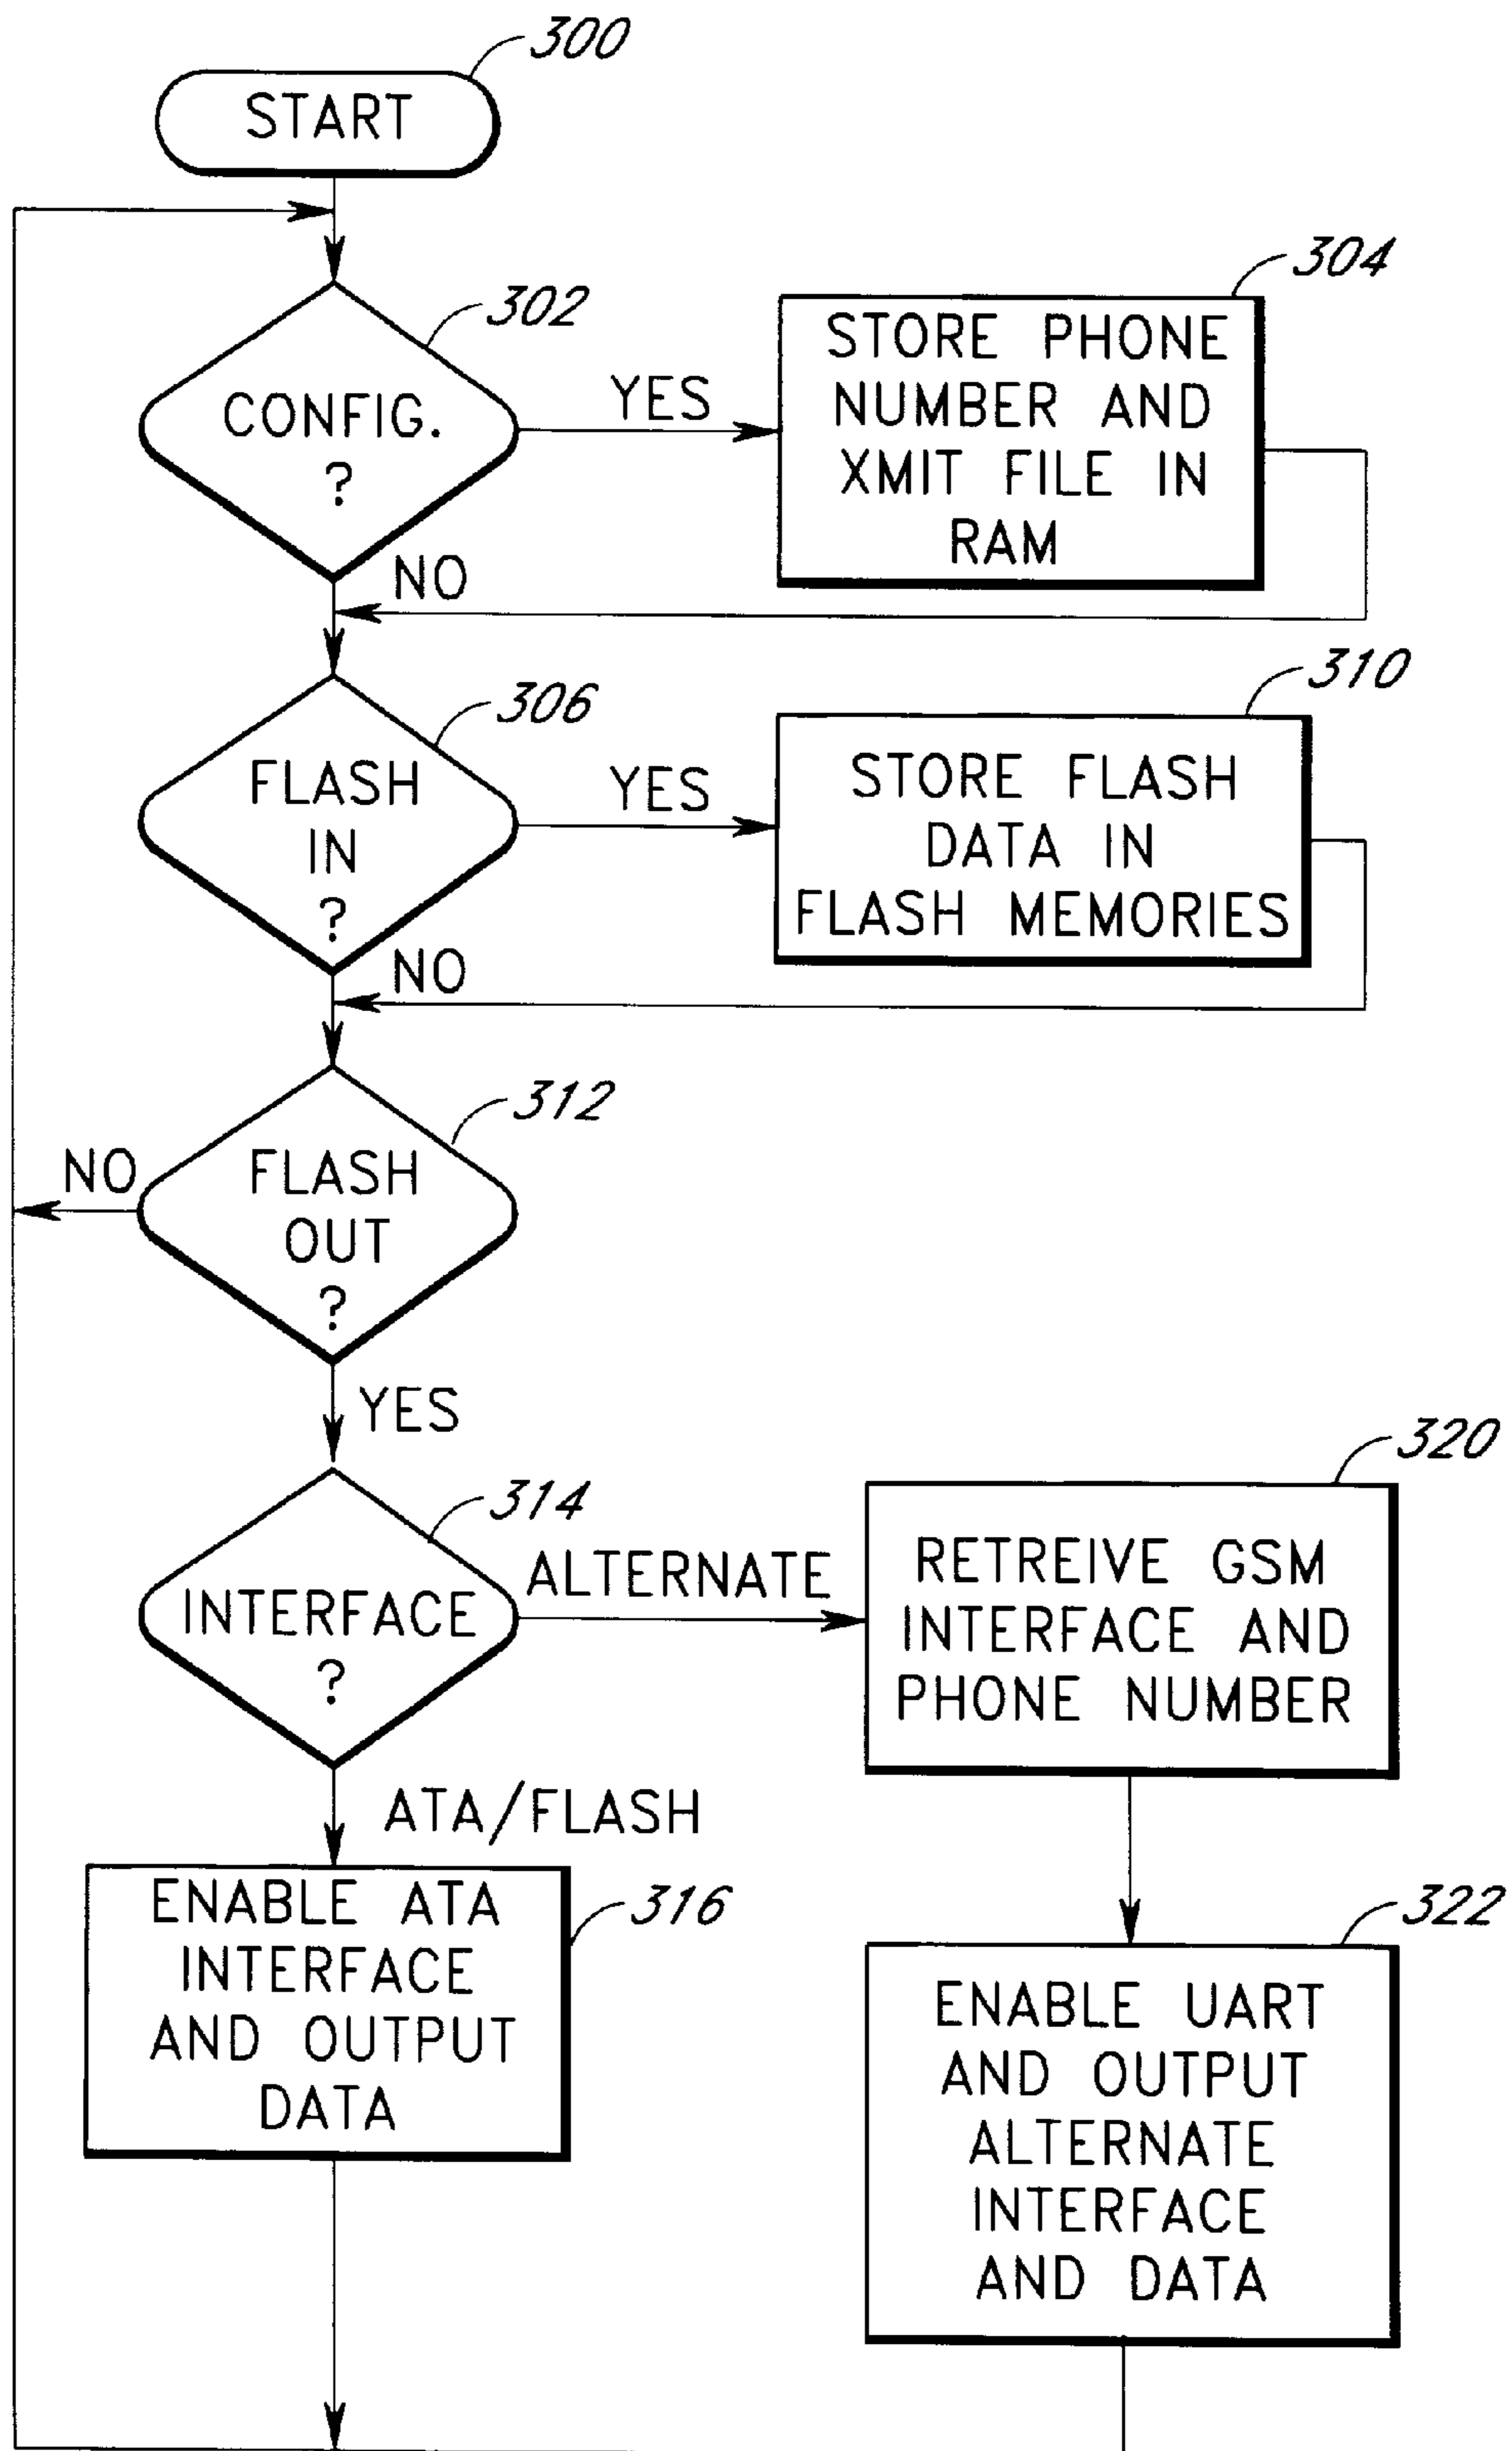 300
START
304
302
STORE PHONE
NUMBER AND
XMIT FILE IN
RAM
YES
CONFIG.
?
NO
310
306
FLASH
IN
?
YES
STORE FLASH
DATA IN
FLASH MEMORIES
NO
312
NO
FLASH
OUT
?
YES
320
314
ALTERNATE
INTERFACE
?
RETREIVE GSM
INTERFACE AND
PHONE NUMBER
ATA/FLASH
316
ENABLE ATA
INTERFACE
AND OUTPUT
DATA
322
ENABLE UART
AND OUTPUT
ALTERNATE
INTERFACE
AND DATA